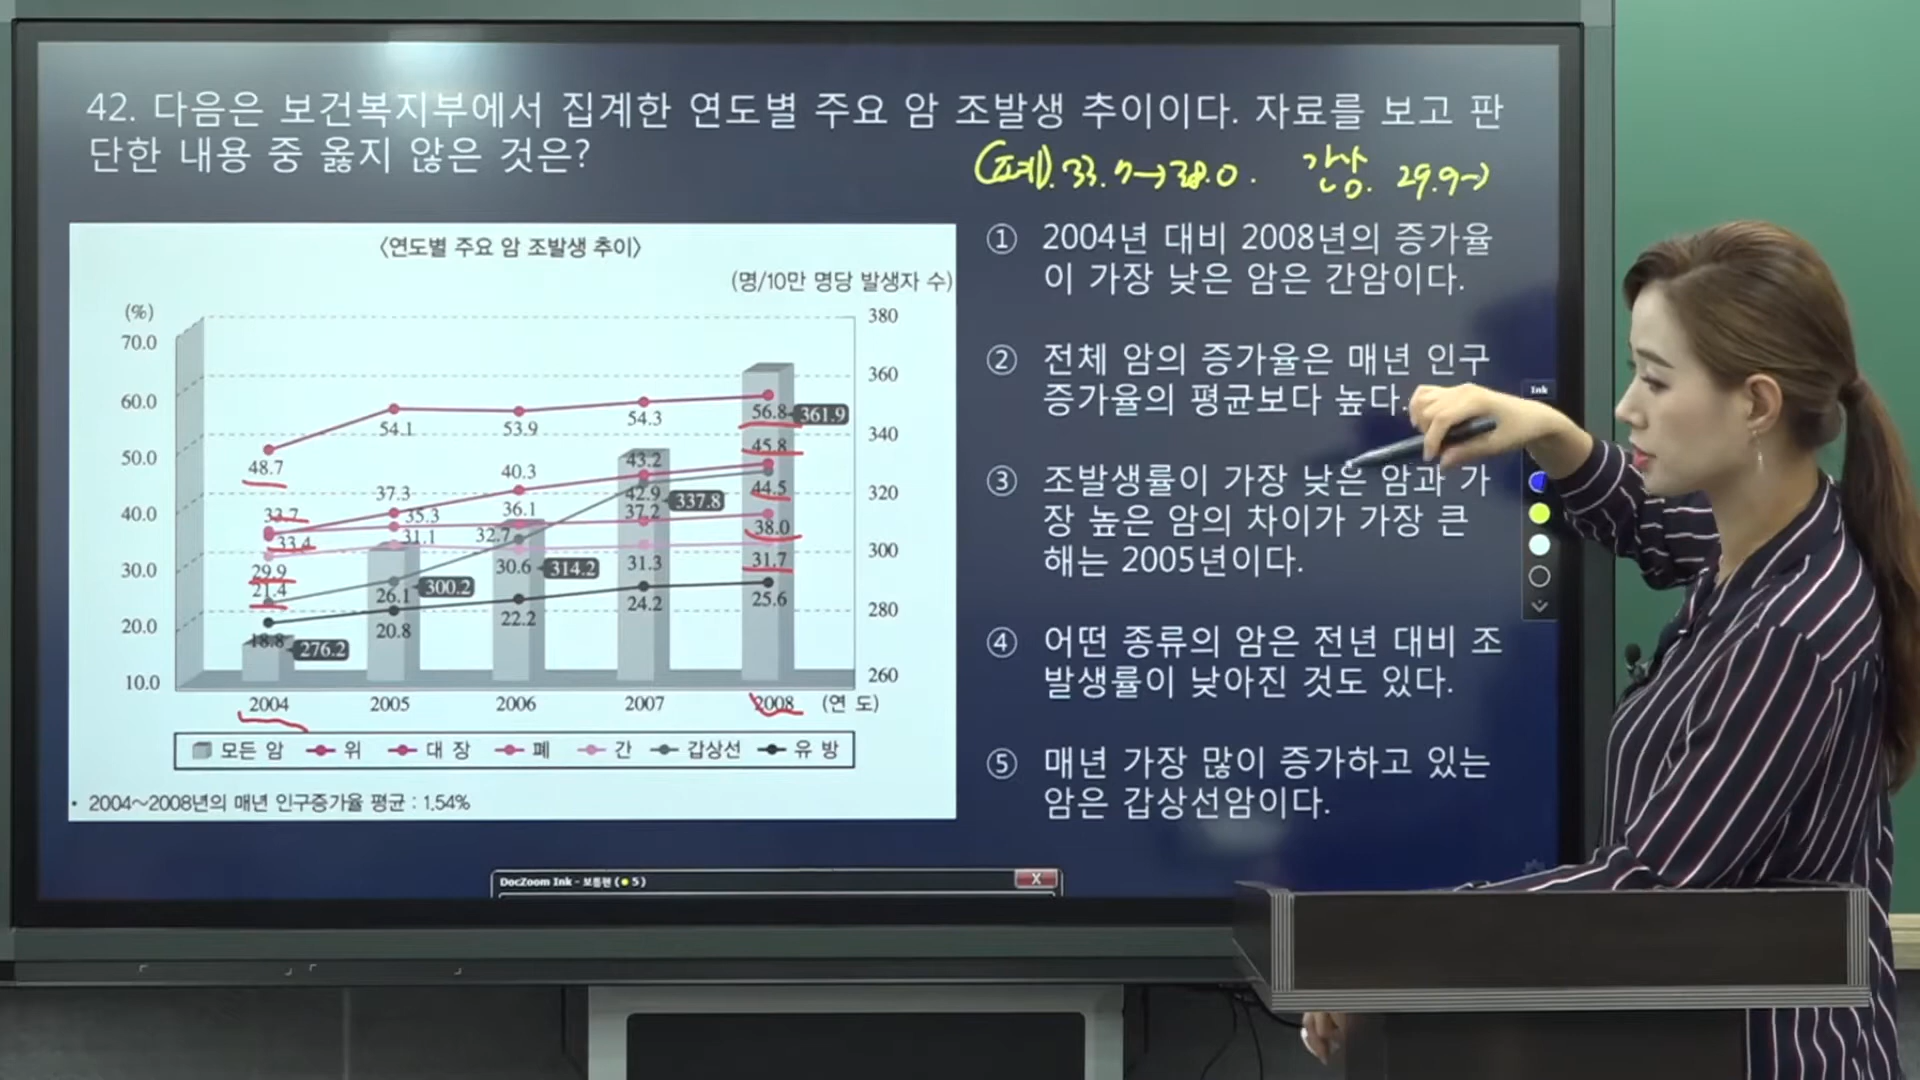 42. 다음은 보건복지부에서 집계한 연도별 주요 암 조발생 추이이다. 자료를 보고 판
단한 내용 중 옳지 않은 것은?
(폐). 33.7→38.0. 간암. 29.9→
<연도별 주요 암 조발생 추이>
(명/10만 명당 발생자 수)
(%)
70.0
60.0
50.0
40.0
30.0
20.0
10.0
380
360
340
320
300
280
260
48.7 54.1 53.9 54.3 56.8
33.4 37.3 40.3 43.2 45.8
33.7 35.3 36.1 37.2 38.0
29.9 31.1 30.6 31.3 31.7
21.4 26.1 32.7 42.9 44.5
18.8 20.8 22.2 24.2 25.6
276.2 300.2 314.2 337.8 361.9
2004 2005 2006 2007 2008 (연 도)
모든 암 위 대 장 폐 간 갑상선 유 방
• 2004~2008년의 매년 인구증가율 평균 : 1.54%
① 2004년 대비 2008년의 증가율
이 가장 낮은 암은 간암이다.
② 전체 암의 증가율은 매년 인구
증가율의 평균보다 높다.
③ 조발생률이 가장 낮은 암과 가
장 높은 암의 차이가 가장 큰
해는 2005년이다.
④ 어떤 종류의 암은 전년 대비 조
발생률이 낮아진 것도 있다.
⑤ 매년 가장 많이 증가하고 있는
암은 갑상선암이다.
Ink
DocZoom Ink - 보통펜 (● 5)
X